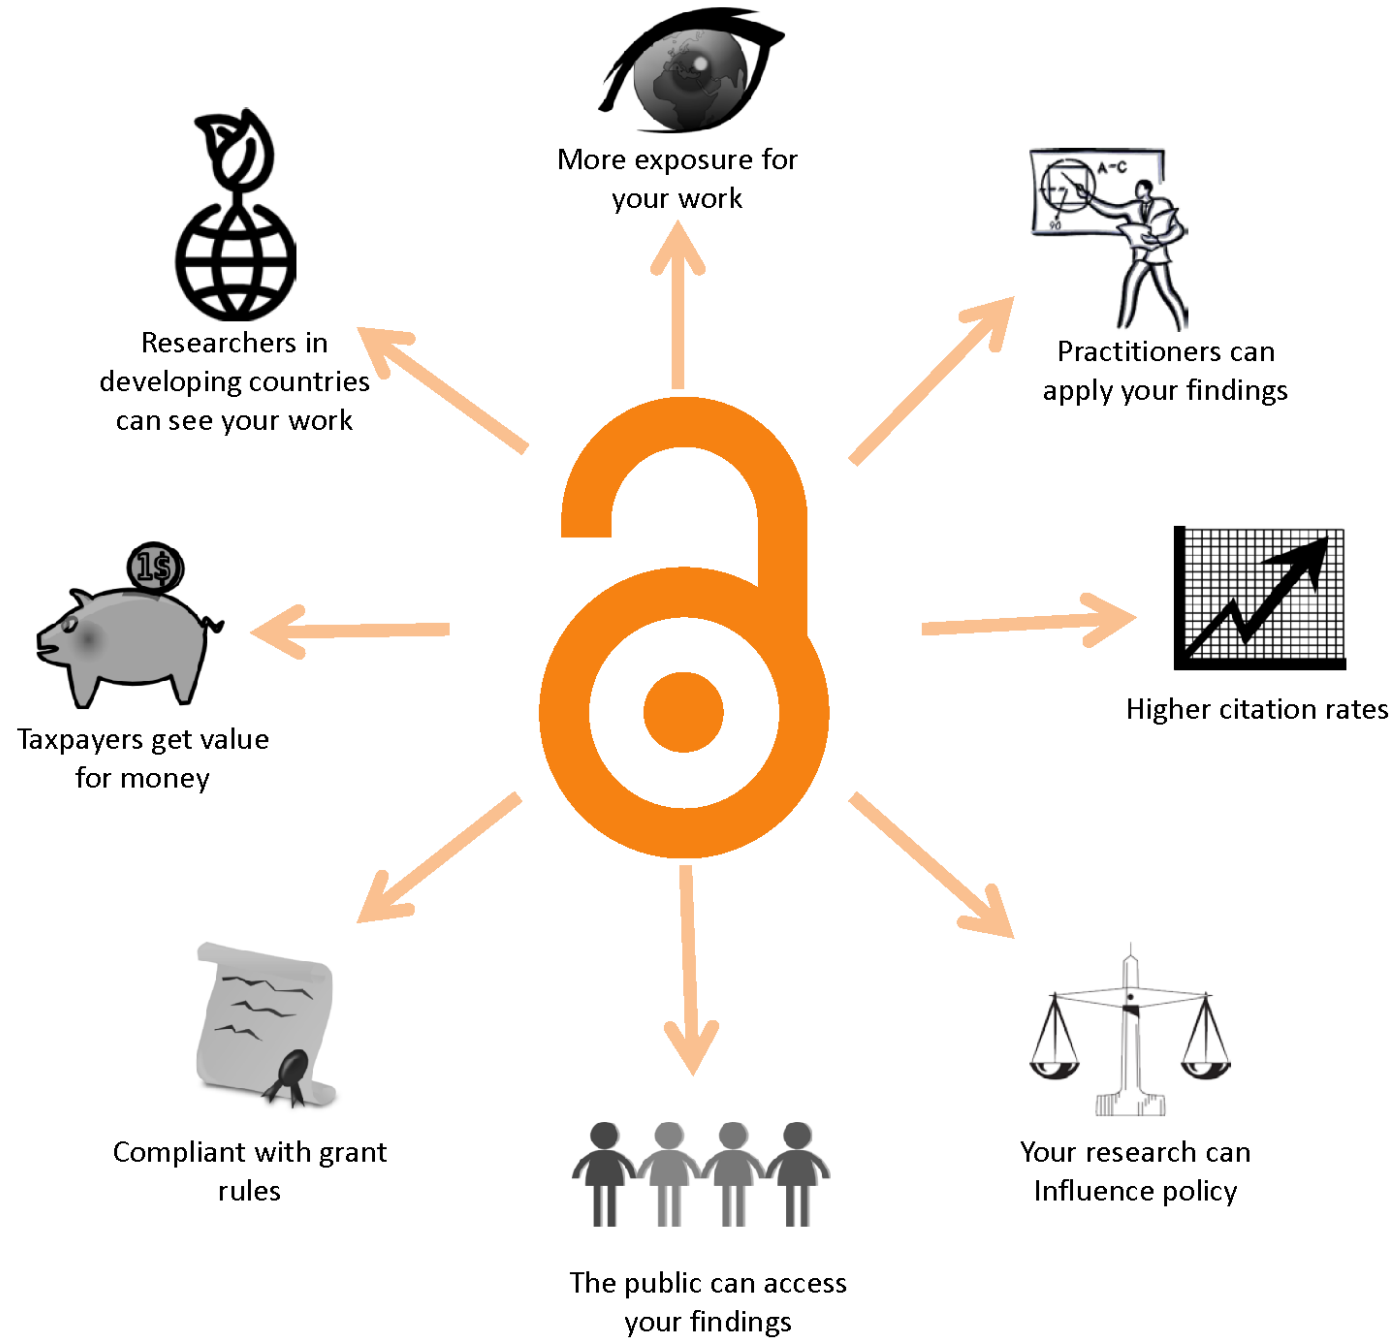 More exposure for
your work
A-C
90
Practitioners can
apply your findings
Researchers in
developing countries
can see your work
1$
Higher citation rates
Taxpayers get value
for money
Compliant with grant
rules
Your research can
Influence policy
The public can access
your findings